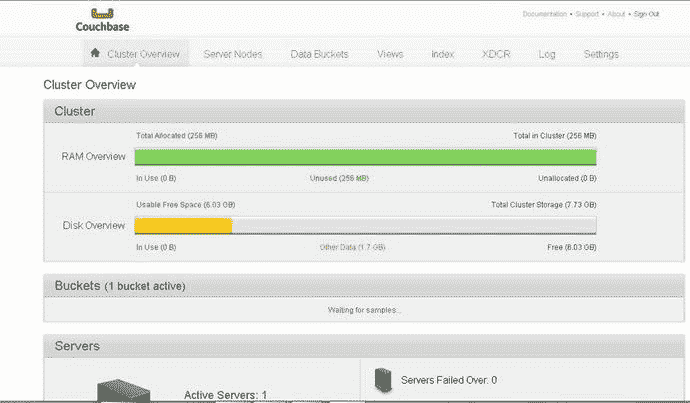 Documentation • Support • About • Sign Out
Couchbase
Cluster Overview Server Nodes Data Buckets Views Index XDCR Log Settings
Cluster Overview
Cluster
Total Allocated (256 MB) Total in Cluster (256 MB)
RAM Overview
In Use (0 B) Unused (256 MB) Unallocated (0 B)
Usable Free Space (6.03 GB) Total Cluster Storage (7.73 GB)
Disk Overview
In Use (0 B) Other Data (1.7 GB) Free (6.03 GB)
Buckets (1 bucket active)
Waiting for samples...
Servers
Active Servers: 1
Servers Failed Over: 0